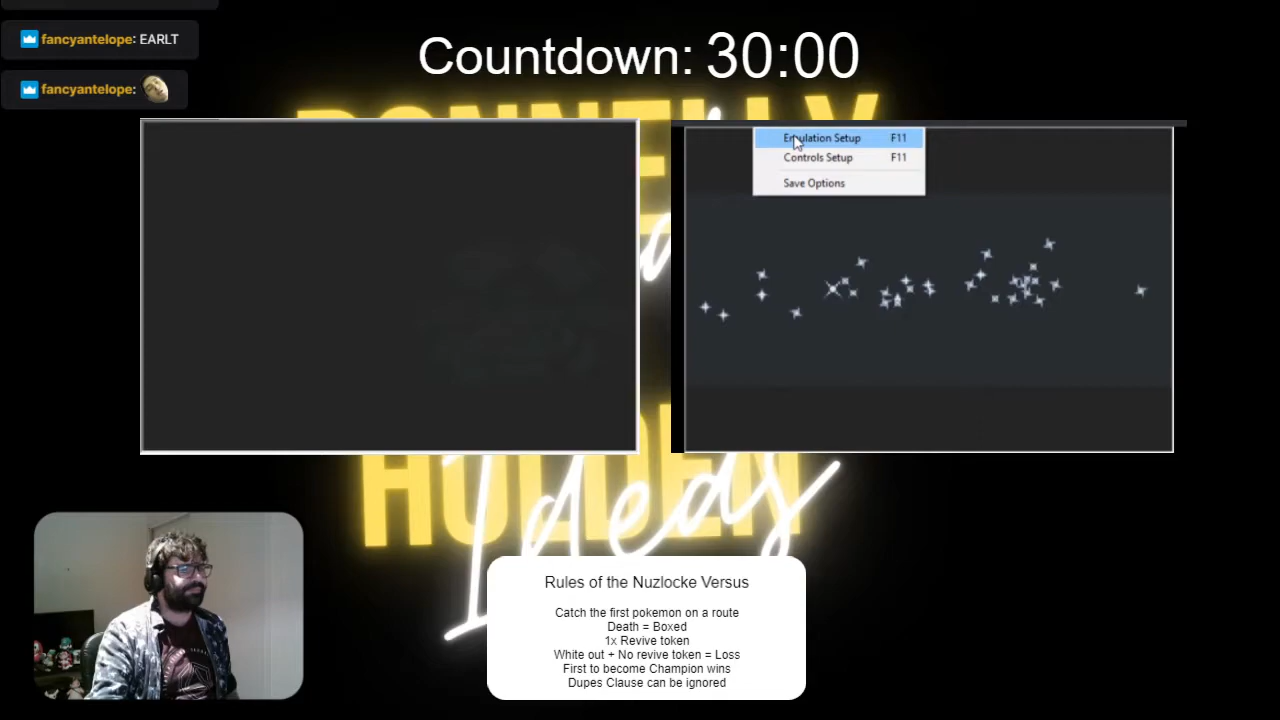 fancyantelope: EARLT
fancyantelope:
Countdown: 30:00
Emulation Setup F11
Controls Setup F11
Save Options
Ideas
Rules of the Nuzlocke Versus
Catch the first pokemon on a route
Death = Boxed
1x Revive token
White out + No revive token = Loss
First to become Champion wins
Dupes Clause can be ignored